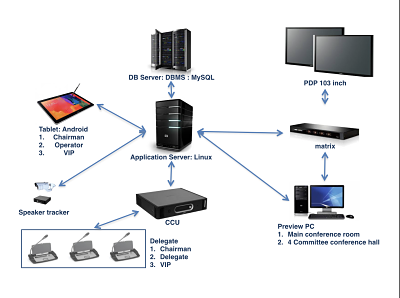 DB Server: DBMS : MySQL
PDP 103 inch
Tablet: Android
1. Chairman
2. Operator
3. VIP
Application Server: Linux
matrix
Speaker tracker
CCU
Preview PC
1. Main conference room
2. 4 Committee conference hall
Delegate
1. Chairman
2. Delegate
3. VIP